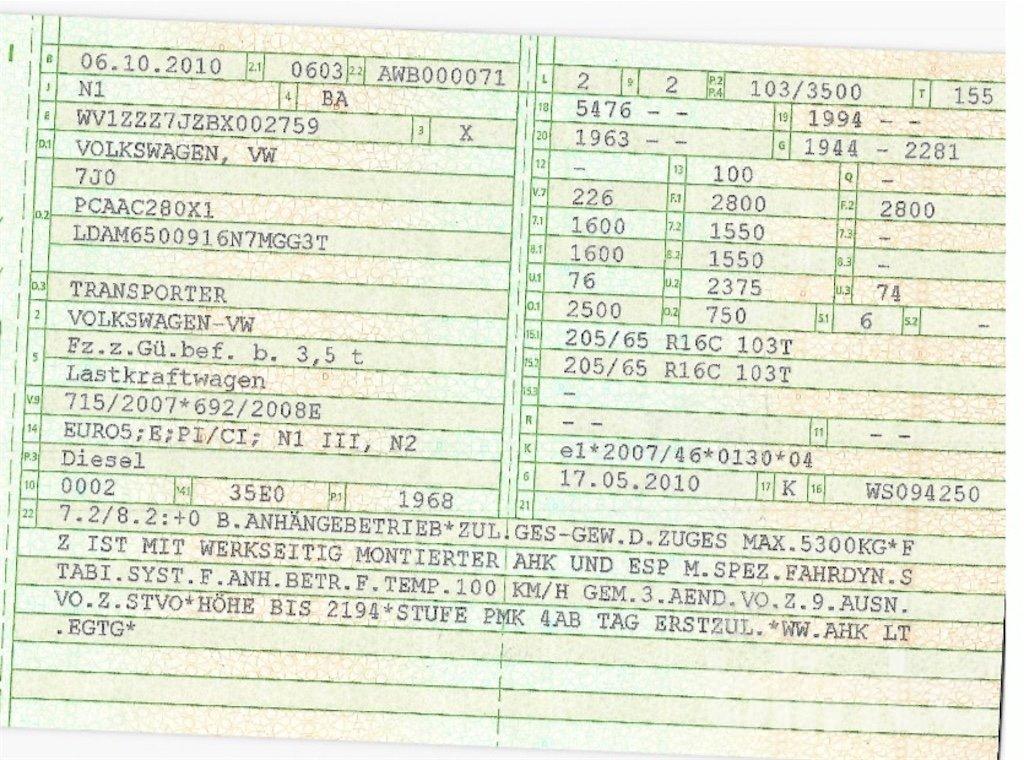 B 06.10.2010 2.1 0603 2.2 AWB000071
J N1 4 BA
E WV1ZZZ7JZBX002759 3 X
D.1 VOLKSWAGEN, VW
7J0
D.2 PCAAC280X1
LDAM6500916N7MGG3T
D.3 TRANSPORTER
2 VOLKSWAGEN-VW
5 Fz.z.Gü.bef. b. 3,5 t
Lastkraftwagen
V.9 715/2007*692/2008E
14 EURO5;E;PI/CI; N1 III, N2
P.3 Diesel
10 0002 14.1 35E0 P.1 1968
L 2 9 2 P.2 P.4 103/3500 T 155
18 5476 - - 19 1994 - -
20 1963 - - G 1944 - 2281
12 - 13 100 Q -
V.7 226 F.1 2800 F.2 2800
7.1 1600 7.2 1550 7.3 -
8.1 1600 8.2 1550 8.3 -
U.1 76 U.2 2375 U.3 74
O.1 2500 O.2 750 S.1 6 S.2 -
15.1 205/65 R16C 103T
15.2 205/65 R16C 103T
15.3 -
R - - 11 - -
K e1*2007/46*0130*04
6 17.05.2010 17 K 16 WS094250
21
22 7.2/8.2:+0 B.ANHÄNGEBETRIEB*ZUL.GES-GEW.D.ZUGES MAX.5300KG*F
Z IST MIT WERKSEITIG MONTIERTER AHK UND ESP M.SPEZ.FAHRDYN.S
TABI.SYST.F.ANH.BETR.F.TEMP.100 KM/H GEM.3.AEND.VO.Z.9.AUSN.
VO.Z.STVO*HÖHE BIS 2194*STUFE PMK 4AB TAG ERSTZUL.*WW.AHK LT
.EGTG*